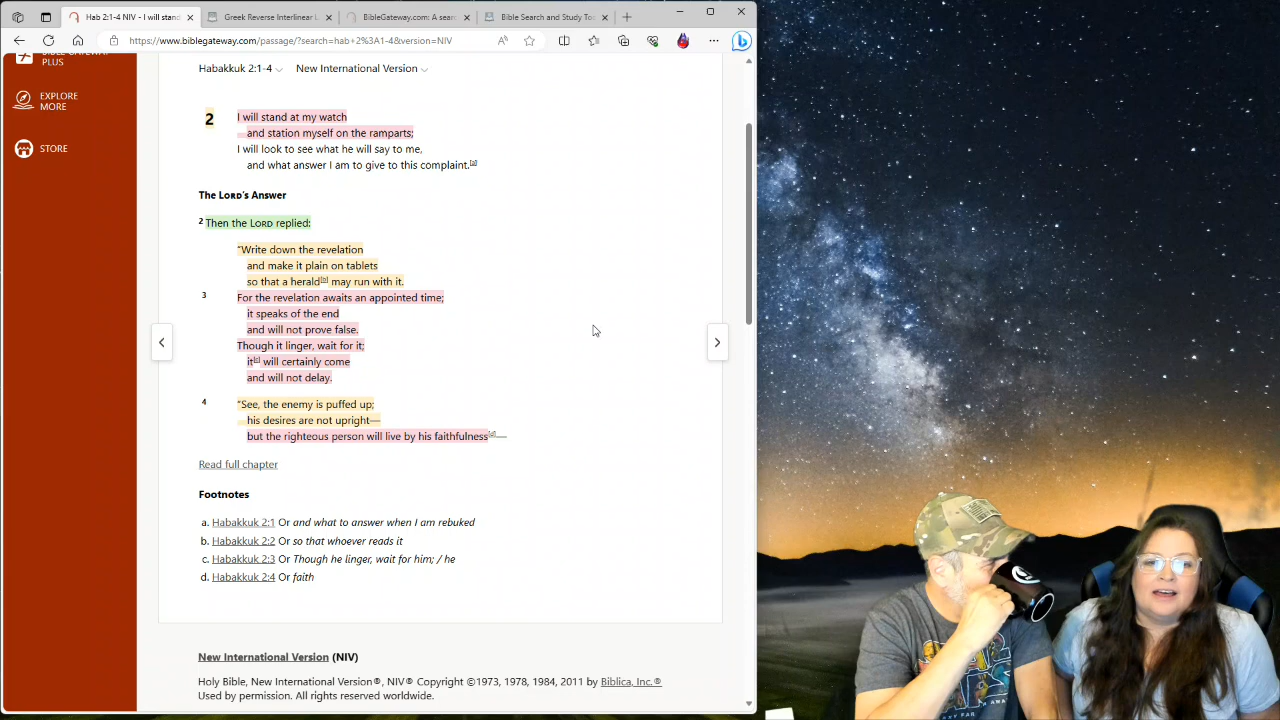 Hab 2:1-4 NIV - I will stand
Greek Reverse Interlinear
BibleGateway.com: A sear
Bible Search and Study Too
https://www.biblegateway.com/passage/?search=hab+2%3A1-4&version=NIV
BIBLE GATEWAY
PLUS
EXPLORE
MORE
STORE
Habakkuk 2:1-4 New International Version
2 I will stand at my watch
and station myself on the ramparts;
I will look to see what he will say to me,
and what answer I am to give to this complaint.[a]
The LORD's Answer
2 Then the LORD replied:
“Write down the revelation
and make it plain on tablets
so that a herald[b] may run with it.
3 For the revelation awaits an appointed time;
it speaks of the end
and will not prove false.
Though it linger, wait for it;
it[c] will certainly come
and will not delay.
4 “See, the enemy is puffed up;
his desires are not upright—
but the righteous person will live by his faithfulness[d]—
Read full chapter
Footnotes
a. Habakkuk 2:1 Or and what to answer when I am rebuked
b. Habakkuk 2:2 Or so that whoever reads it
c. Habakkuk 2:3 Or Though he linger, wait for him; / he
d. Habakkuk 2:4 Or faith
New International Version (NIV)
Holy Bible, New International Version®, NIV® Copyright ©1973, 1978, 1984, 2011 by Biblica, Inc.®
Used by permission. All rights reserved worldwide.